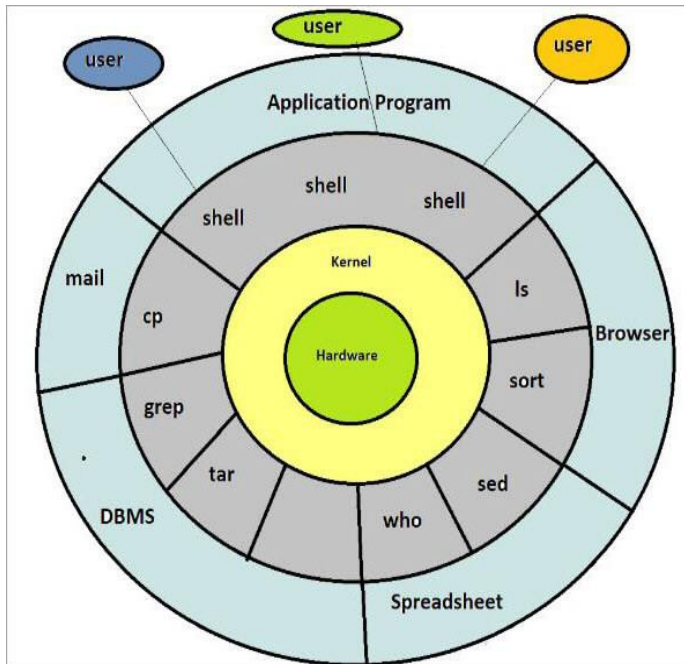 user
user
user
Application Program
shell
shell
shell
Kernel
mail
cp
ls
Browser
Hardware
sort
grep
tar
sed
DBMS
who
Spreadsheet